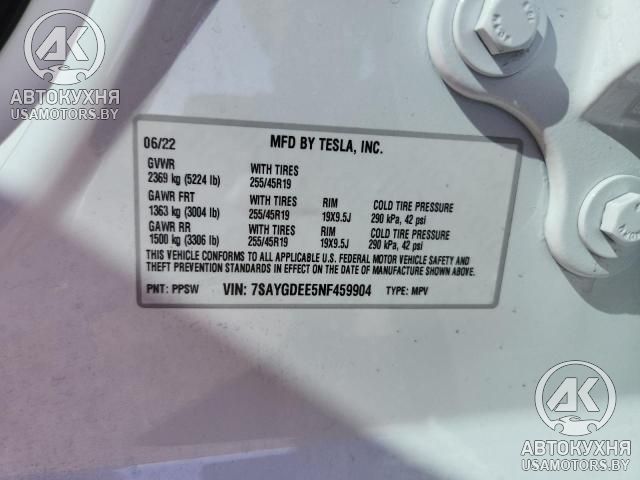 AK
АВТОКУХНЯ
USAMOTORS.BY
06/22 MFD BY TESLA, INC.
GVWR WITH TIRES
2369 kg (5224 lb) 255/45R19
GAWR FRT WITH TIRES RIM COLD TIRE PRESSURE
1363 kg (3004 lb) 255/45R19 19X9.5J 290 kPa, 42 psi
GAWR RR WITH TIRES RIM COLD TIRE PRESSURE
1500 kg (3306 lb) 255/45R19 19X9.5J 290 kPa, 42 psi
THIS VEHICLE CONFORMS TO ALL APPLICABLE U.S. FEDERAL MOTOR VEHICLE SAFETY AND
THEFT PREVENTION STANDARDS IN EFFECT ON THE DATE OF MANUFACTURE SHOWN ABOVE.
PNT: PPSW VIN: 7SAYGDEE5NF459904 TYPE: MPV
AK
АВТОКУХНЯ
USAMOTORS.BY